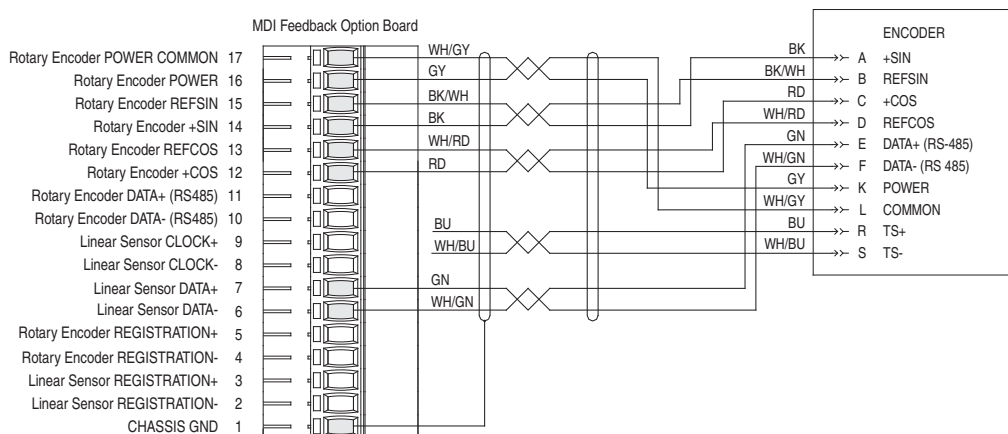 MDI Feedback Option Board
Rotary Encoder POWER COMMON 17
Rotary Encoder POWER 16
Rotary Encoder REFSIN 15
Rotary Encoder +SIN 14
Rotary Encoder REFCOS 13
Rotary Encoder +COS 12
Rotary Encoder DATA+ (RS485) 11
Rotary Encoder DATA- (RS485) 10
Linear Sensor CLOCK+ 9
Linear Sensor CLOCK- 8
Linear Sensor DATA+ 7
Linear Sensor DATA- 6
Rotary Encoder REGISTRATION+ 5
Rotary Encoder REGISTRATION- 4
Linear Sensor REGISTRATION+ 3
Linear Sensor REGISTRATION- 2
CHASSIS GND 1
WH/GY
GY
BK/WH
BK
WH/RD
RD
BU
WH/BU
GN
WH/GN
ENCODER
BK A +SIN
BK/WH B REFSIN
RD C +COS
WH/RD D REFCOS
GN E DATA+ (RS-485)
WH/GN F DATA- (RS 485)
GY K POWER
WH/GY L COMMON
BU R TS+
WH/BU S TS-